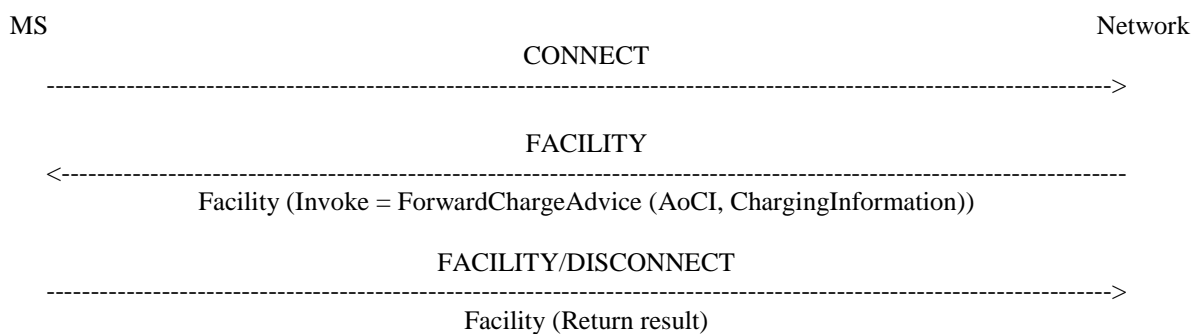 MS Network
CONNECT
------------------------------------------------------------------------------------------------------------------------>
FACILITY
<------------------------------------------------------------------------------------------------------------------------
Facility (Invoke = ForwardChargeAdvice (AoCI, ChargingInformation))
FACILITY/DISCONNECT
------------------------------------------------------------------------------------------------------------------------>
Facility (Return result)